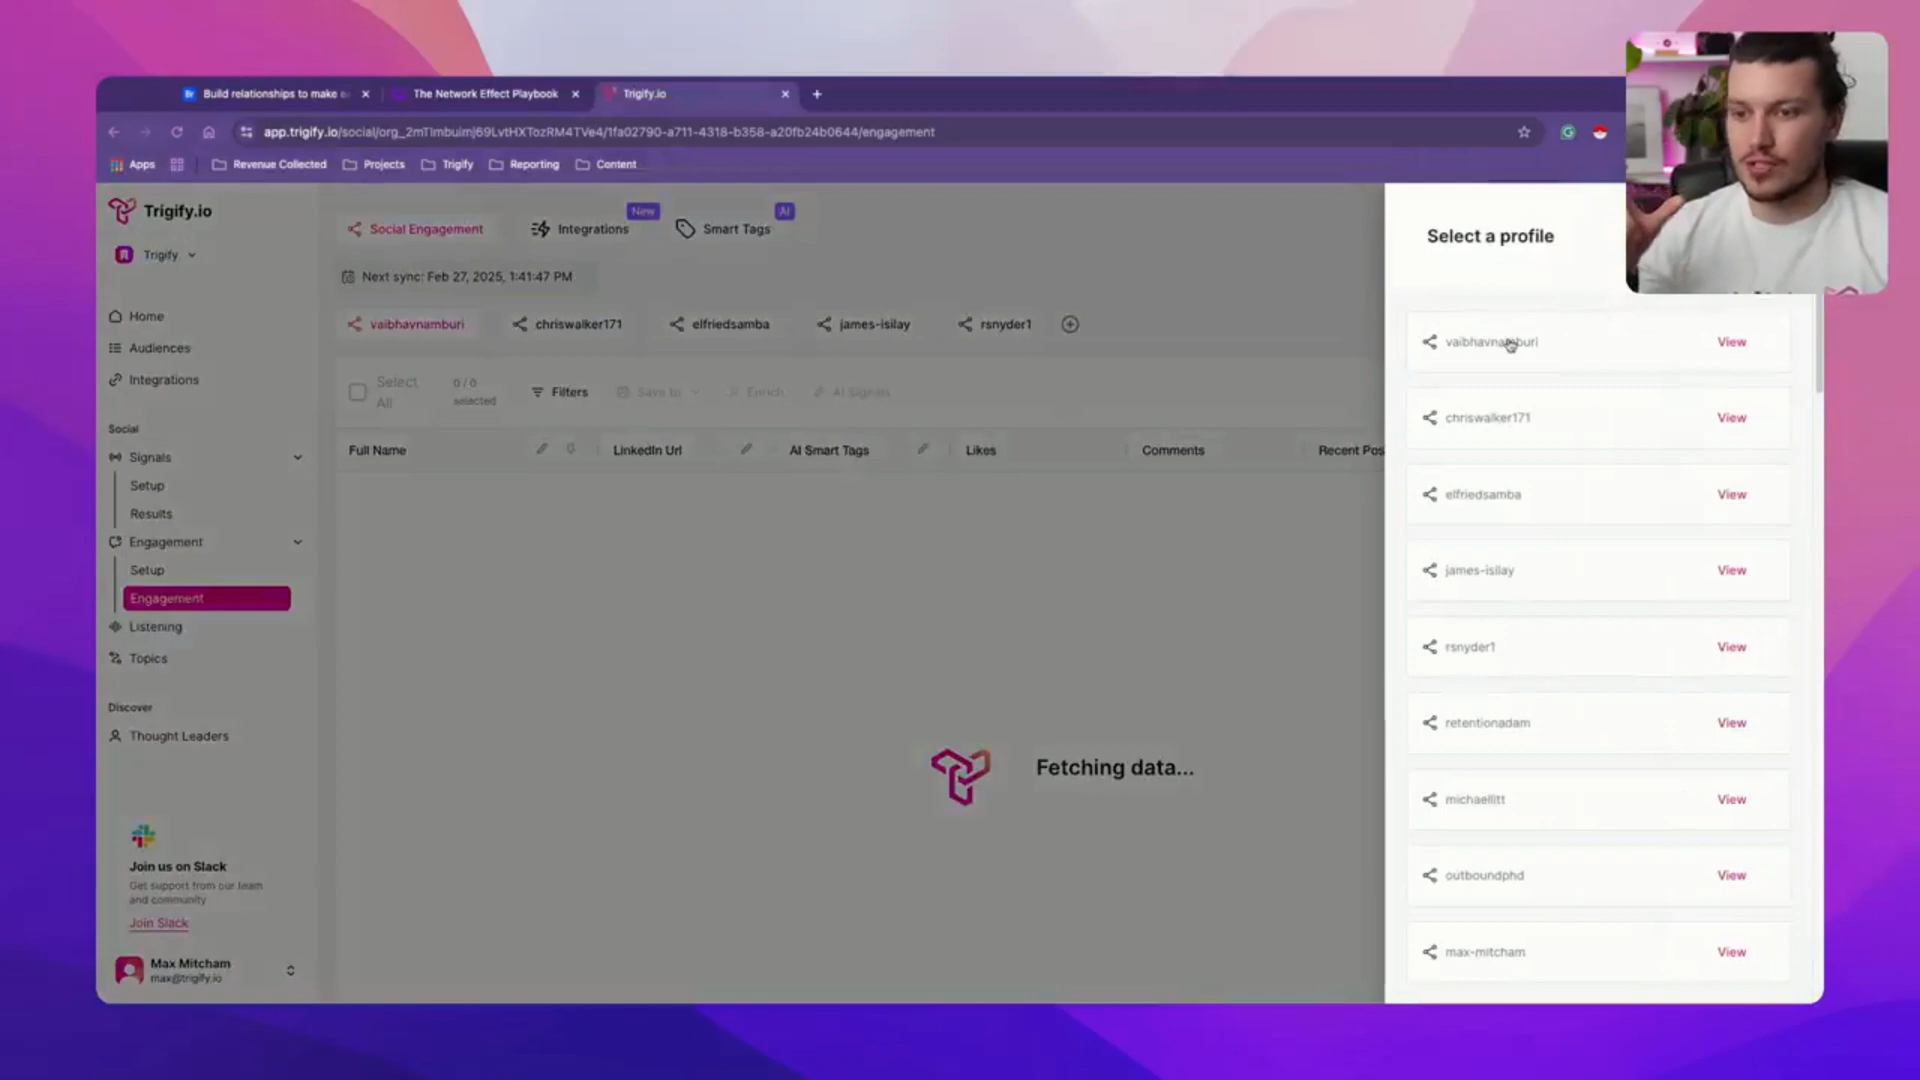 Build relationships to make e
The Network Effect Playbook
Trigify.io
app.trigify.io/social/org_2mTImbuimj69LvtHXTozRM4TVe4/1fa02790-a711-4318-b358-a20fb24b0644/engagement
Apps
Revenue Collected
Projects
Trigify
Reporting
Content
Trigify.io
Trigify
Home
Audiences
Integrations
Social
Signals
Setup
Results
Engagement
Setup
Engagement
Listening
Topics
Discover
Thought Leaders
Join us on Slack
Get support from our team
and community
Join Slack
Max Mitcham
max@trigify.io
Social Engagement
Integrations
New
Smart Tags
AI
Next sync: Feb 27, 2025, 1:41:47 PM
vaibhavnamburi
chriswalker171
elfriedsamba
james-isilay
rsnyder1
Select All
0 / 0 selected
Filters
Save to
Enrich
AI Signals
Full Name
LinkedIn Url
AI Smart Tags
Likes
Comments
Recent Pos
Fetching data...
Select a profile
vaibhavnamburi View
chriswalker171 View
elfriedsamba View
james-isilay View
rsnyder1 View
retentionadam View
michaellitt View
outboundphd View
max-mitcham View